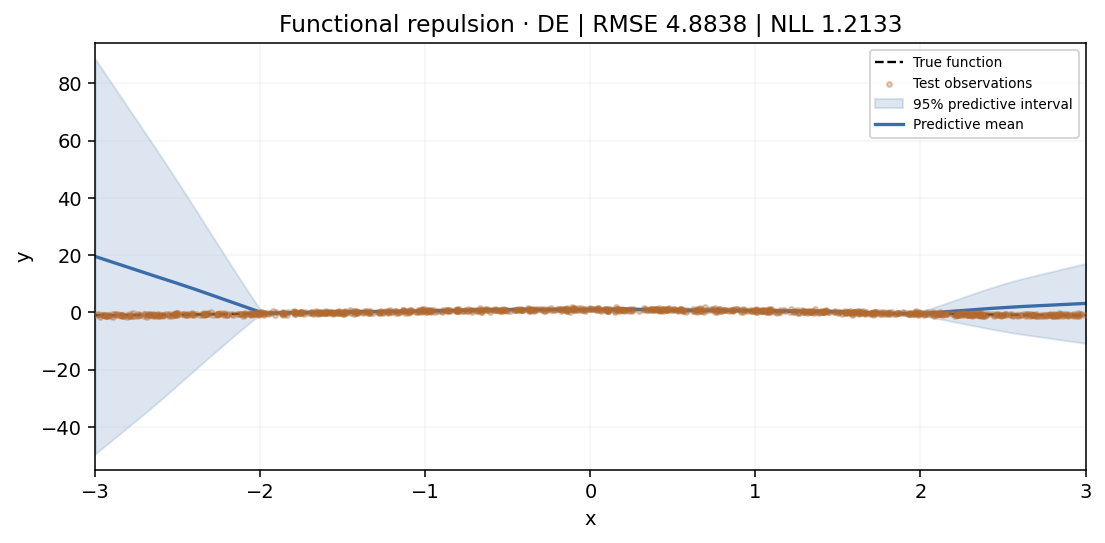 Functional repulsion · DE | RMSE 4.8838 | NLL 1.2133
True function
Test observations
95% predictive interval
Predictive mean
y
80
60
40
20
0
−20
−40
−3
−2
−1
0
1
2
3
x